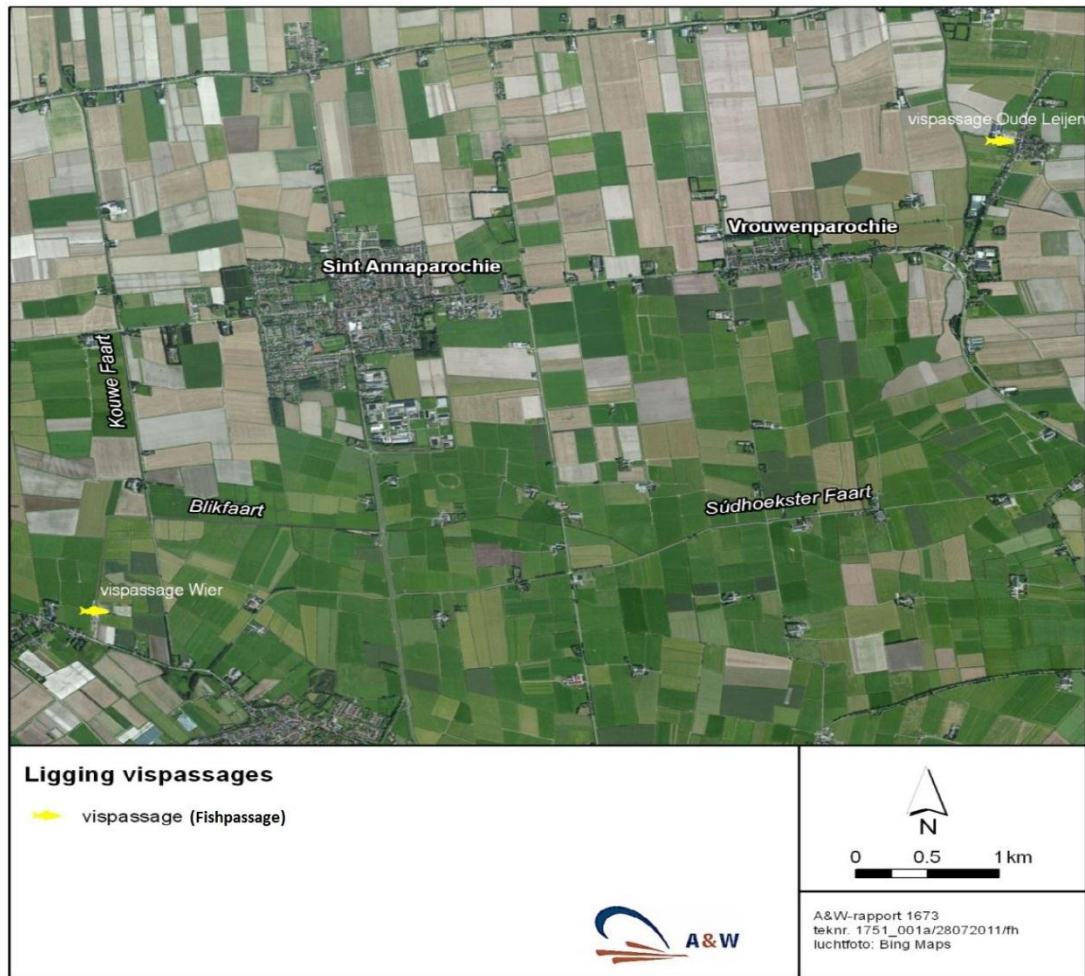 vispassage Oude Leijen
Vrouwenparochie
Sint Annaparochie
Kouwe Faart
Blikfaart
Súdhoekster Faart
vispassage Wier
Ligging vispassages
vispassage (Fishpassage)
N
0 0.5 1 km
A&W
A&W-rapport 1673
teknr. 1751_001a/28072011/fh
luchtfoto: Bing Maps